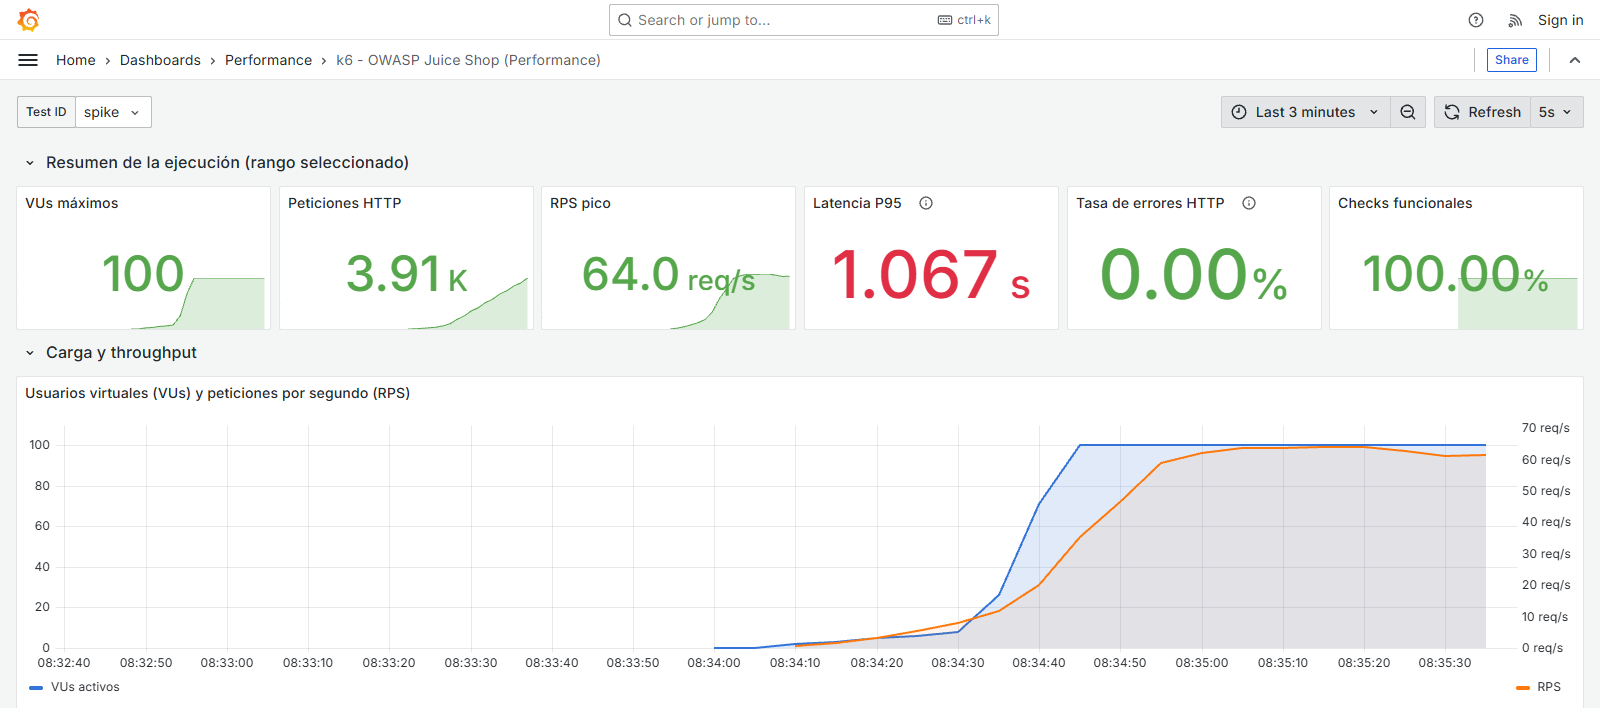 Search or jump to... ctrl+k Sign in
Home › Dashboards › Performance › k6 - OWASP Juice Shop (Performance) Share
Test ID spike Last 3 minutes Refresh 5s
Resumen de la ejecución (rango seleccionado)
VUs máximos Peticiones HTTP RPS pico Latencia P95 Tasa de errores HTTP Checks funcionales
100 3.91 K 64.0 req/s 1.067 s 0.00% 100.00%
Carga y throughput
Usuarios virtuales (VUs) y peticiones por segundo (RPS)
70 req/s
100
60 req/s
80 50 req/s
60 40 req/s
30 req/s
40
20 req/s
20
10 req/s
0 0 req/s
08:32:40 08:32:50 08:33:00 08:33:10 08:33:20 08:33:30 08:33:40 08:33:50 08:34:00 08:34:10 08:34:20 08:34:30 08:34:40 08:34:50 08:35:00 08:35:10 08:35:20 08:35:30
VUs activos RPS